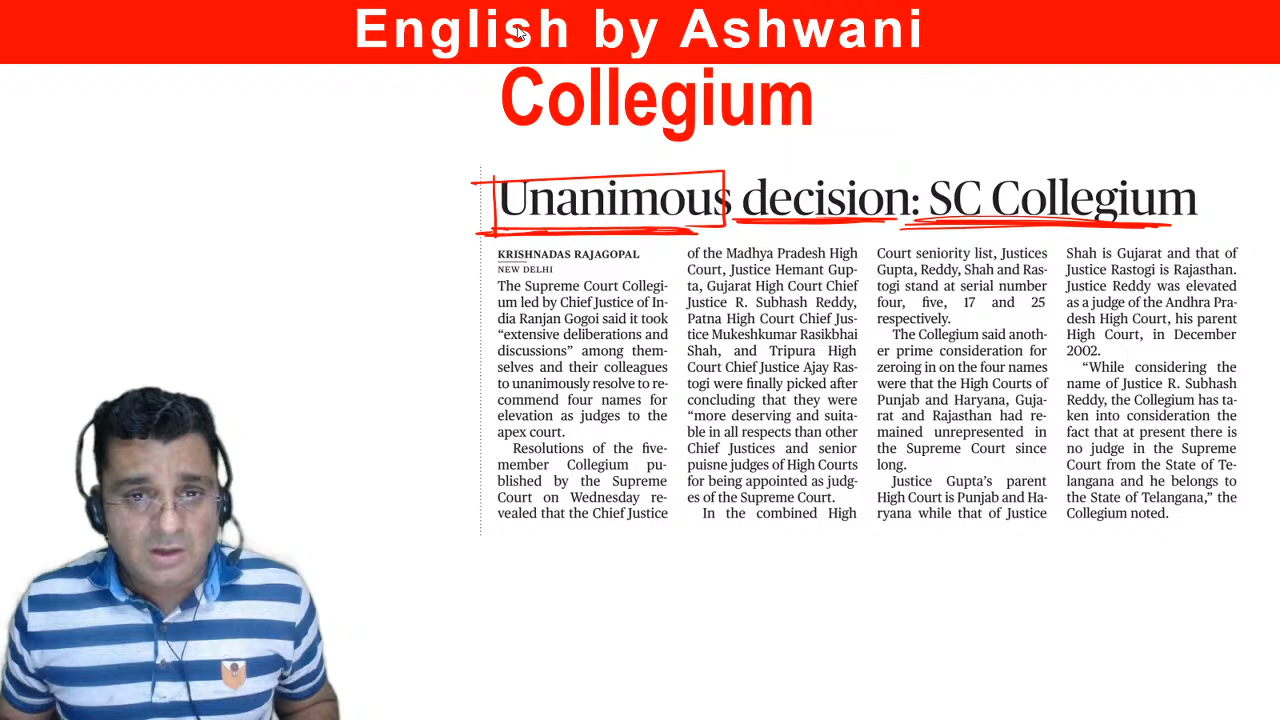 English by Ashwani
Collegium
Unanimous decision: SC Collegium
KRISHNADAS RAJAGOPAL
NEW DELHI
The Supreme Court Collegi-
um led by Chief Justice of In-
dia Ranjan Gogoi said it took
“extensive deliberations and
discussions” among them-
selves and their colleagues
to unanimously resolve to re-
commend four names for
elevation as judges to the
apex court.
Resolutions of the five-
member Collegium pu-
blished by the Supreme
Court on Wednesday re-
vealed that the Chief Justice
of the Madhya Pradesh High
Court, Justice Hemant Gup-
ta, Gujarat High Court Chief
Justice R. Subhash Reddy,
Patna High Court Chief Jus-
tice Mukeshkumar Rasikbhai
Shah, and Tripura High
Court Chief Justice Ajay Ras-
togi were finally picked after
concluding that they were
“more deserving and suita-
ble in all respects than other
Chief Justices and senior
puisne judges of High Courts
for being appointed as judg-
es of the Supreme Court.
In the combined High
Court seniority list, Justices
Gupta, Reddy, Shah and Ras-
togi stand at serial number
four, five, 17 and 25
respectively.
The Collegium said anoth-
er prime consideration for
zeroing in on the four names
were that the High Courts of
Punjab and Haryana, Guja-
rat and Rajasthan had re-
mained unrepresented in
the Supreme Court since
long.
Justice Gupta’s parent
High Court is Punjab and Ha-
ryana while that of Justice
Shah is Gujarat and that of
Justice Rastogi is Rajasthan.
Justice Reddy was elevated
as a judge of the Andhra Pra-
desh High Court, his parent
High Court, in December
2002.
“While considering the
name of Justice R. Subhash
Reddy, the Collegium has ta-
ken into consideration the
fact that at present there is
no judge in the Supreme
Court from the State of Te-
langana and he belongs to
the State of Telangana,” the
Collegium noted.